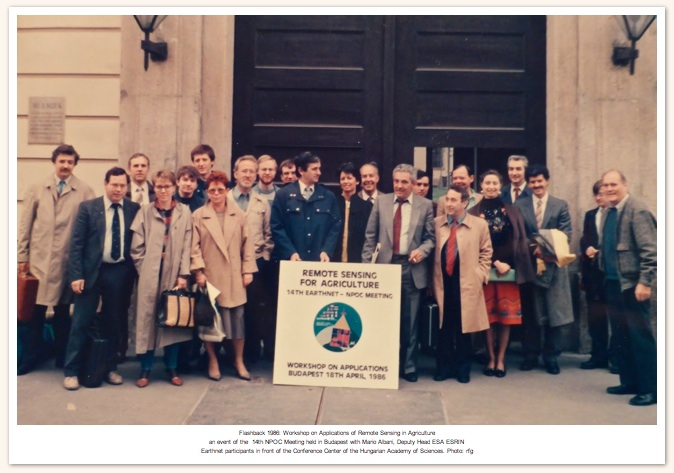 REMOTE SENSING
FOR AGRICULTURE
14TH EARTHNET – NPOC MEETING
WORKSHOP ON APPLICATIONS
BUDAPEST 18TH APRIL, 1986
Flashback 1986: Workshop on Applications of Remote Sensing in Agriculture
an event of the 14th NPOC Meeting held in Budapest with Mario Albani, Deputy Head ESA ESRIN
Earthnet participants in front of the Conference Center of the Hungarian Academy of Sciences. Photo: rfg